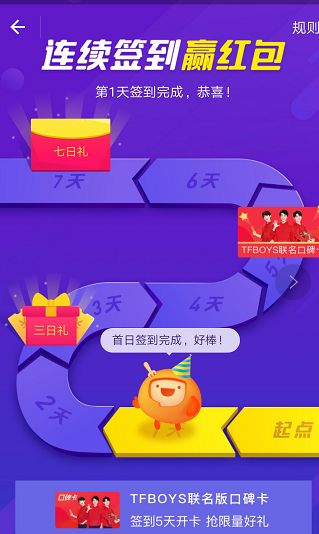 规则
连续签到赢红包
第1天签到完成，恭喜！
七日礼
7天
6天
TFBOYS联名口碑卡
5天
三日礼
3天
4天
首日签到完成，好棒！
2天
起点
口碑卡
TFBOYS联名版口碑卡
签到5天开卡 抢限量好礼